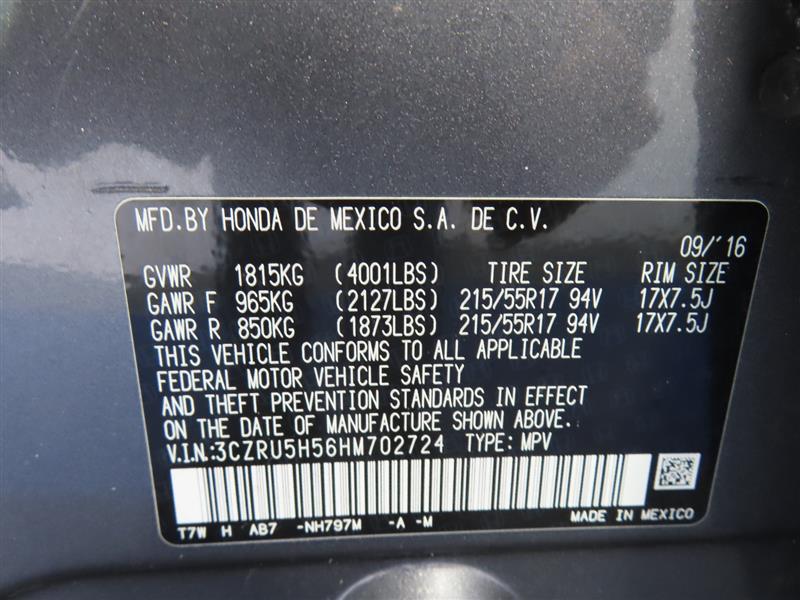 MFD.BY HONDA DE MEXICO S.A. DE C.V.
09/'16
GVWR 1815KG (4001LBS) TIRE SIZE RIM SIZE
GAWR F 965KG (2127LBS) 215/55R17 94V 17X7.5J
GAWR R 850KG (1873LBS) 215/55R17 94V 17X7.5J
THIS VEHICLE CONFORMS TO ALL APPLICABLE
FEDERAL MOTOR VEHICLE SAFETY
AND THEFT PREVENTION STANDARDS IN EFFECT
ON THE DATE OF MANUFACTURE SHOWN ABOVE.
V.I.N:3CZRU5H56HM702724 TYPE: MPV
T7W H AB7 -NH797M -A -M MADE IN MEXICO